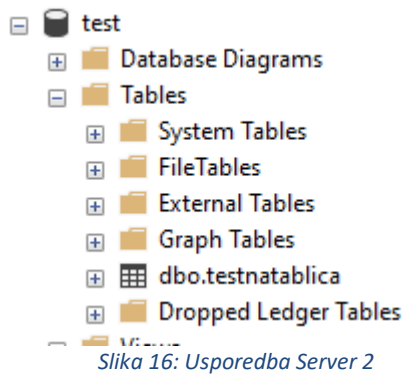 test
Database Diagrams
Tables
System Tables
FileTables
External Tables
Graph Tables
dbo.testnatablica
Dropped Ledger Tables
Views
Slika 16: Usporedba Server 2